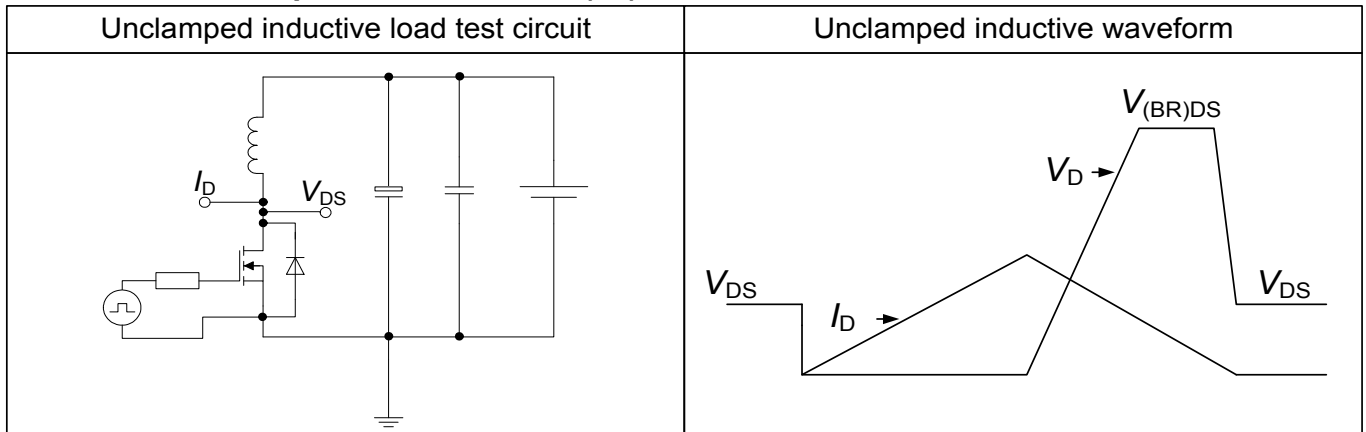 Unclamped inductive load test circuit
Unclamped inductive waveform
I_D
V_DS
V_(BR)DS
V_D
V_DS
I_D
V_DS